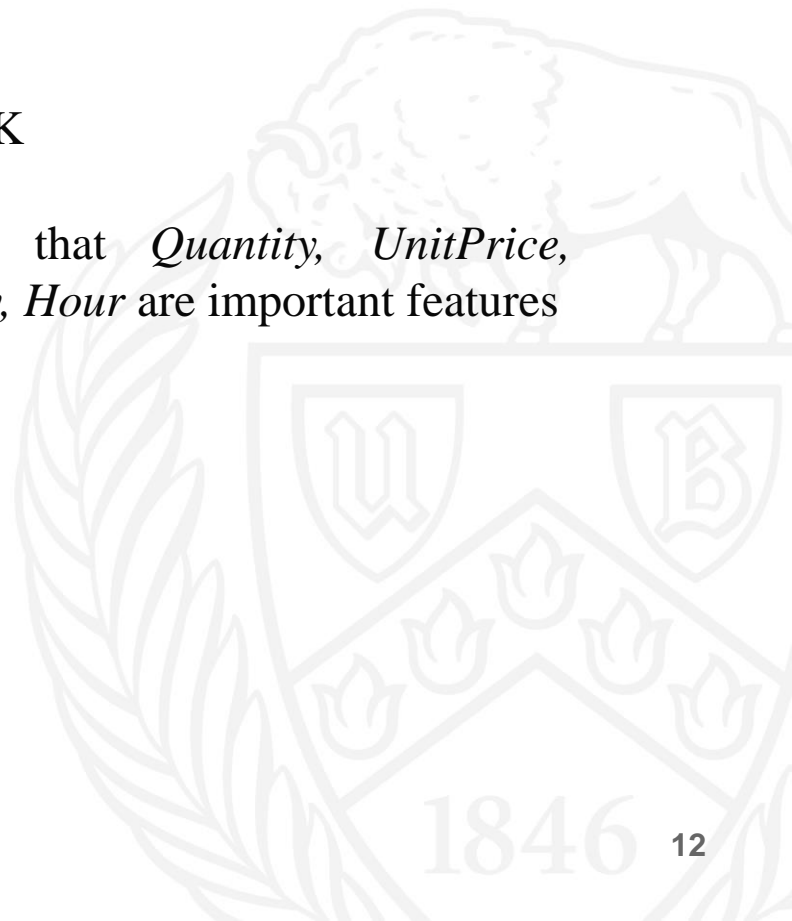 K
that Quantity, UnitPrice,
, Hour are important features
U B
1846
12